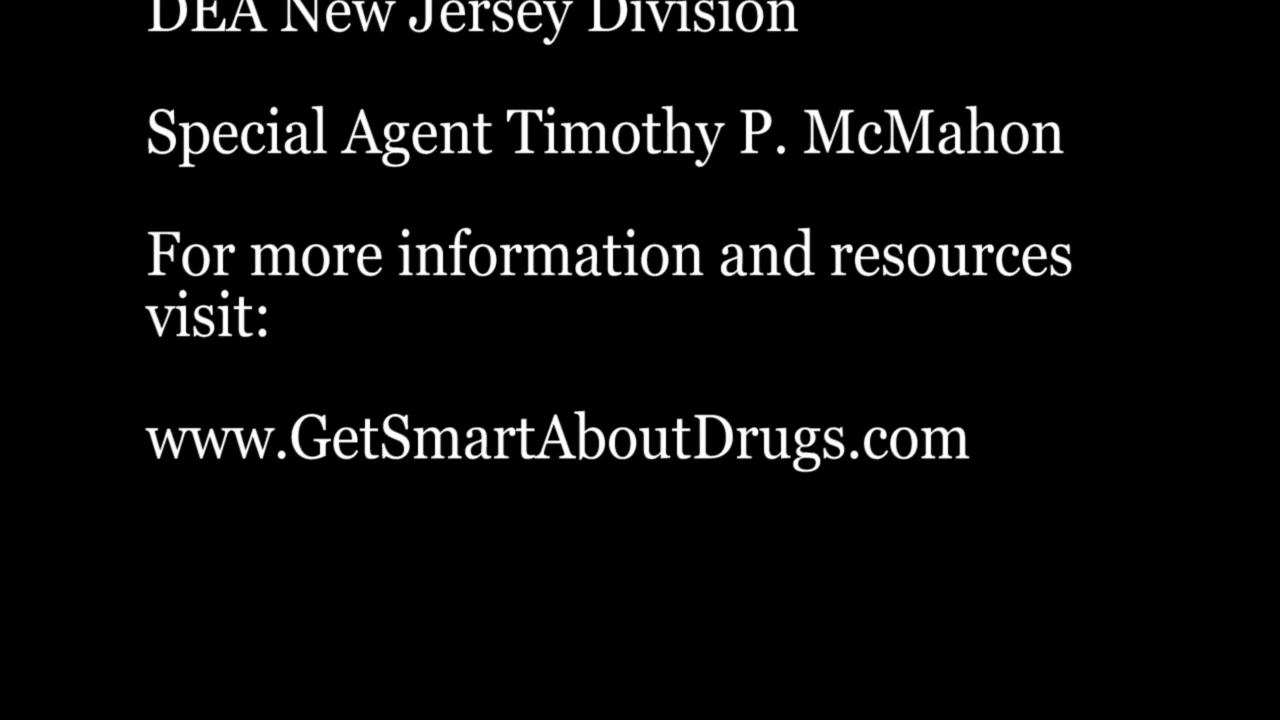 DEA New Jersey Division
Special Agent Timothy P. McMahon
For more information and resources
visit:
www.GetSmartAboutDrugs.com